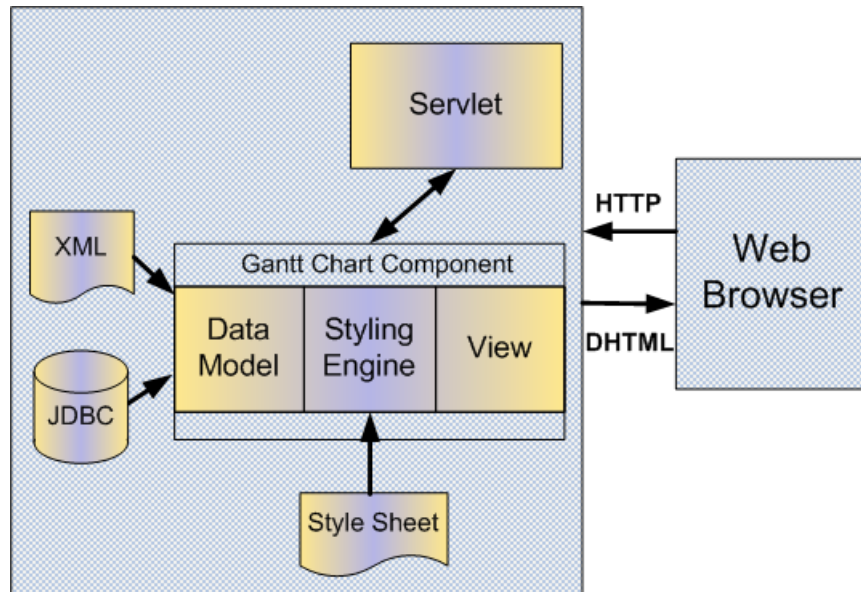 Servlet
HTTP
XML
Gantt Chart Component
Web
Browser
Data
Model
Styling
Engine
View
DHTML
JDBC
Style Sheet